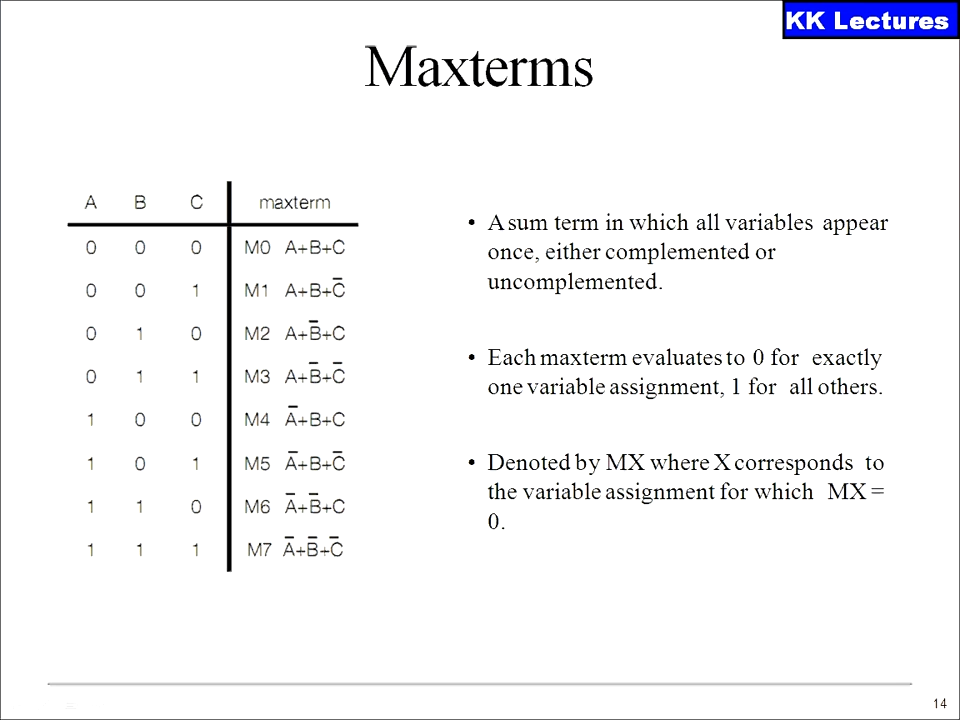 KK Lectures
Maxterms
A B C maxterm
0 0 0 M0 A+B+C
0 0 1 M1 A+B+C̅
0 1 0 M2 A+B̅+C
0 1 1 M3 A+B̅+C̅
1 0 0 M4 A̅+B+C
1 0 1 M5 A̅+B+C̅
1 1 0 M6 A̅+B̅+C
1 1 1 M7 A̅+B̅+C̅
• A sum term in which all variables appear
once, either complemented or
uncomplemented.
• Each maxterm evaluates to 0 for exactly
one variable assignment, 1 for all others.
• Denoted by MX where X corresponds to
the variable assignment for which MX =
0.
14